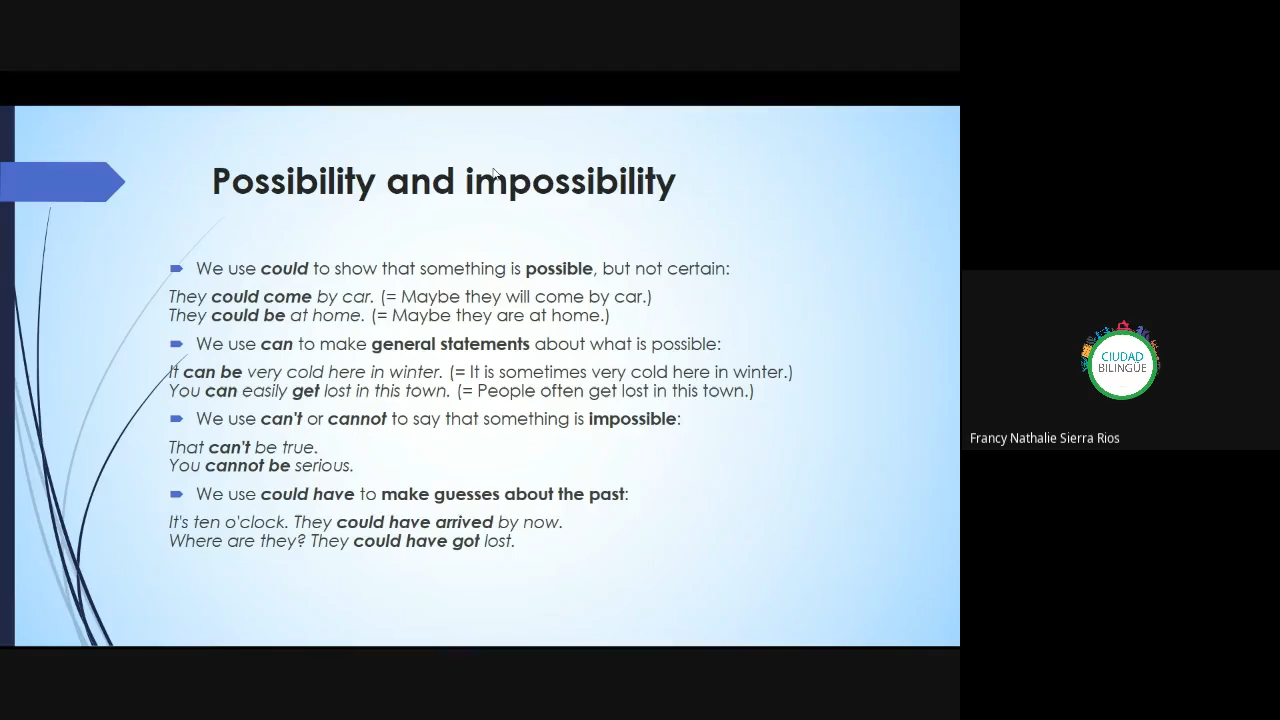 Possibility and impossibility
We use could to show that something is possible, but not certain:
They could come by car. (= Maybe they will come by car.)
They could be at home. (= Maybe they are at home.)
We use can to make general statements about what is possible:
It can be very cold here in winter. (= It is sometimes very cold here in winter.)
You can easily get lost in this town. (= People often get lost in this town.)
We use can't or cannot to say that something is impossible:
That can't be true.
You cannot be serious.
We use could have to make guesses about the past:
It's ten o'clock. They could have arrived by now.
Where are they? They could have got lost.
CIUDAD
BILINGÜE
Francy Nathalie Sierra Rios